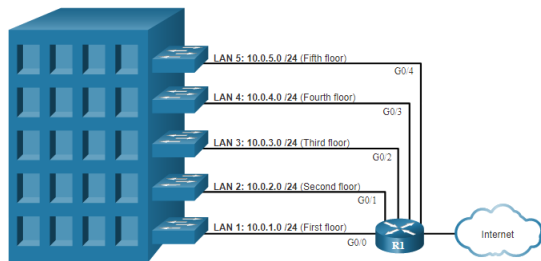 LAN 5: 10.0.5.0 /24 (Fifth floor)
G0/4
LAN 4: 10.0.4.0 /24 (Fourth floor)
G0/3
LAN 3: 10.0.3.0 /24 (Third floor)
G0/2
LAN 2: 10.0.2.0 /24 (Second floor)
G0/1
LAN 1: 10.0.1.0 /24 (First floor)
G0/0
R1
Internet